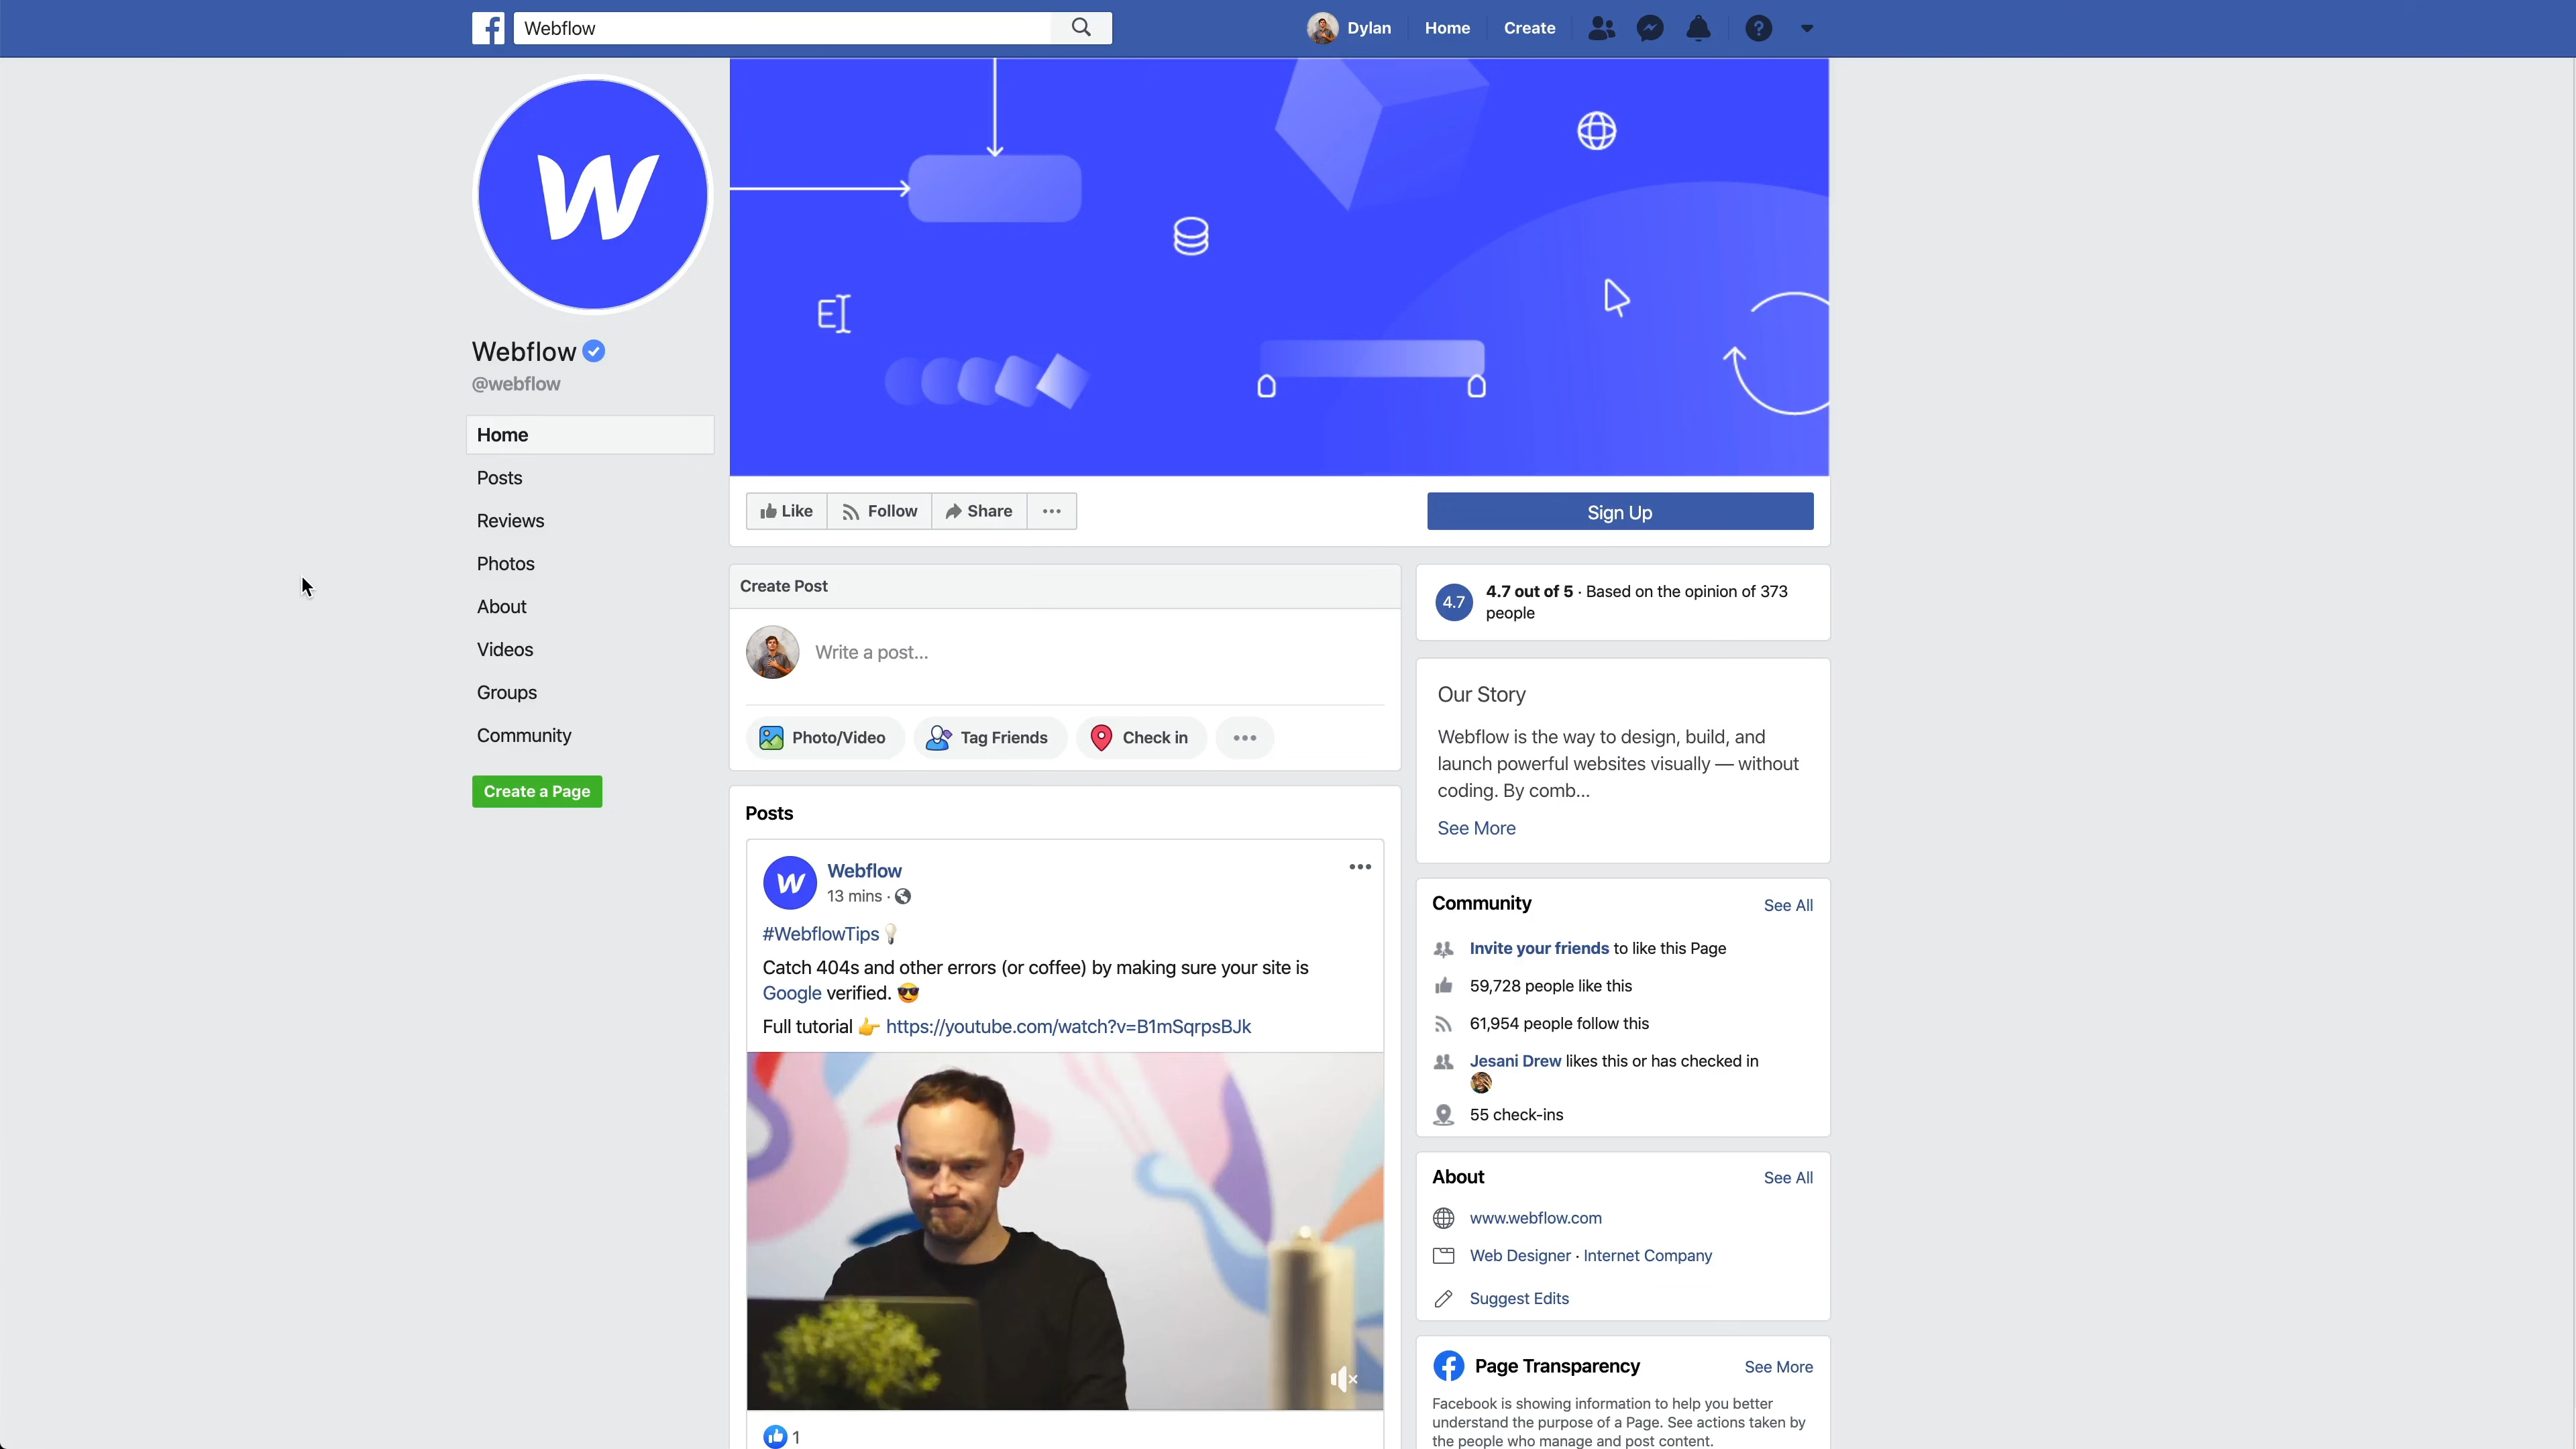 Webflow
Dylan
Home
Create
W
Webflow
@webflow
Home
Posts
Reviews
Photos
About
Videos
Groups
Community
Create a Page
E
Like
Follow
Share
Sign Up
Create Post
Write a post...
Photo/Video
Tag Friends
Check in
Posts
W
Webflow
13 mins ·
#WebflowTips
Catch 404s and other errors (or coffee) by making sure your site is
Google verified. 😎
Full tutorial 👉 https://youtube.com/watch?v=B1mSqrpsBJk
1
4.7
4.7 out of 5 · Based on the opinion of 373
people
Our Story
Webflow is the way to design, build, and
launch powerful websites visually — without
coding. By comb...
See More
Community
See All
Invite your friends to like this Page
59,728 people like this
61,954 people follow this
Jesani Drew likes this or has checked in
55 check-ins
About
See All
www.webflow.com
Web Designer · Internet Company
Suggest Edits
Page Transparency
See More
Facebook is showing information to help you better
understand the purpose of a Page. See actions taken by
the people who manage and post content.